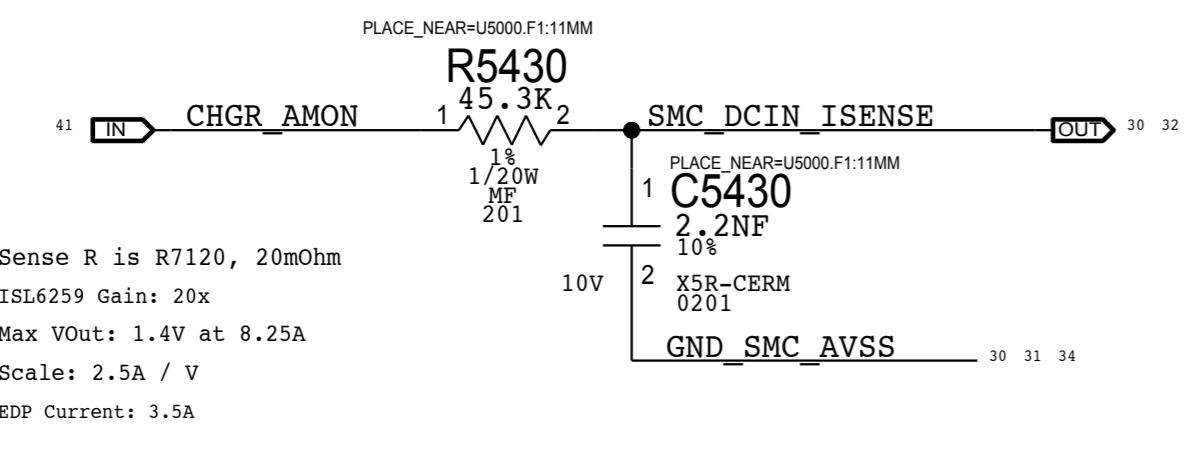 PLACE_NEAR=U5000.F1:11MM
R5430
45.3K
41 IN CHGR_AMON 1 2 SMC_DCIN_ISENSE OUT 30 32
1%
1/20W
MF
201
PLACE_NEAR=U5000.F1:11MM
1 C5430
2.2NF
10%
10V 2 X5R-CERM
0201
GND_SMC_AVSS 30 31 34
Sense R is R7120, 20mOhm
ISL6259 Gain: 20x
Max VOut: 1.4V at 8.25A
Scale: 2.5A / V
EDP Current: 3.5A